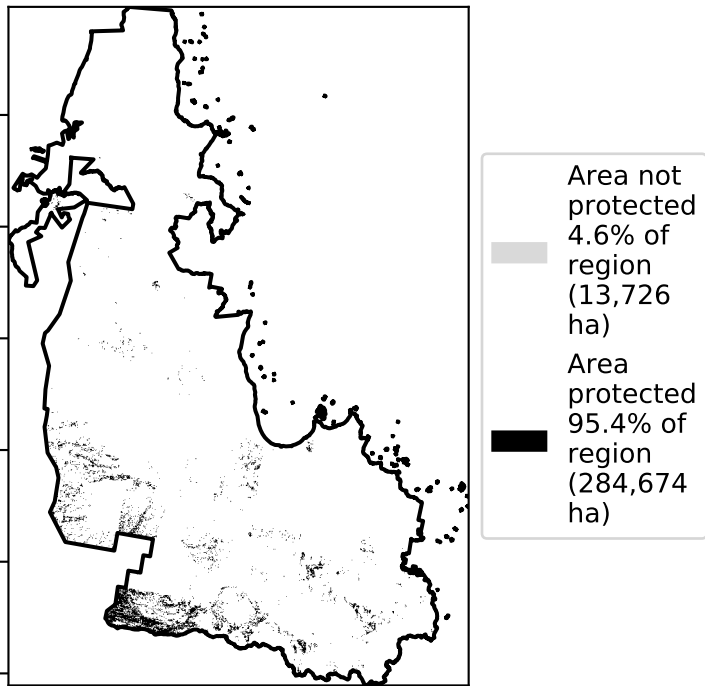 Area not
protected
4.6% of
region
(13,726
ha)
Area
protected
95.4% of
region
(284,674
ha)